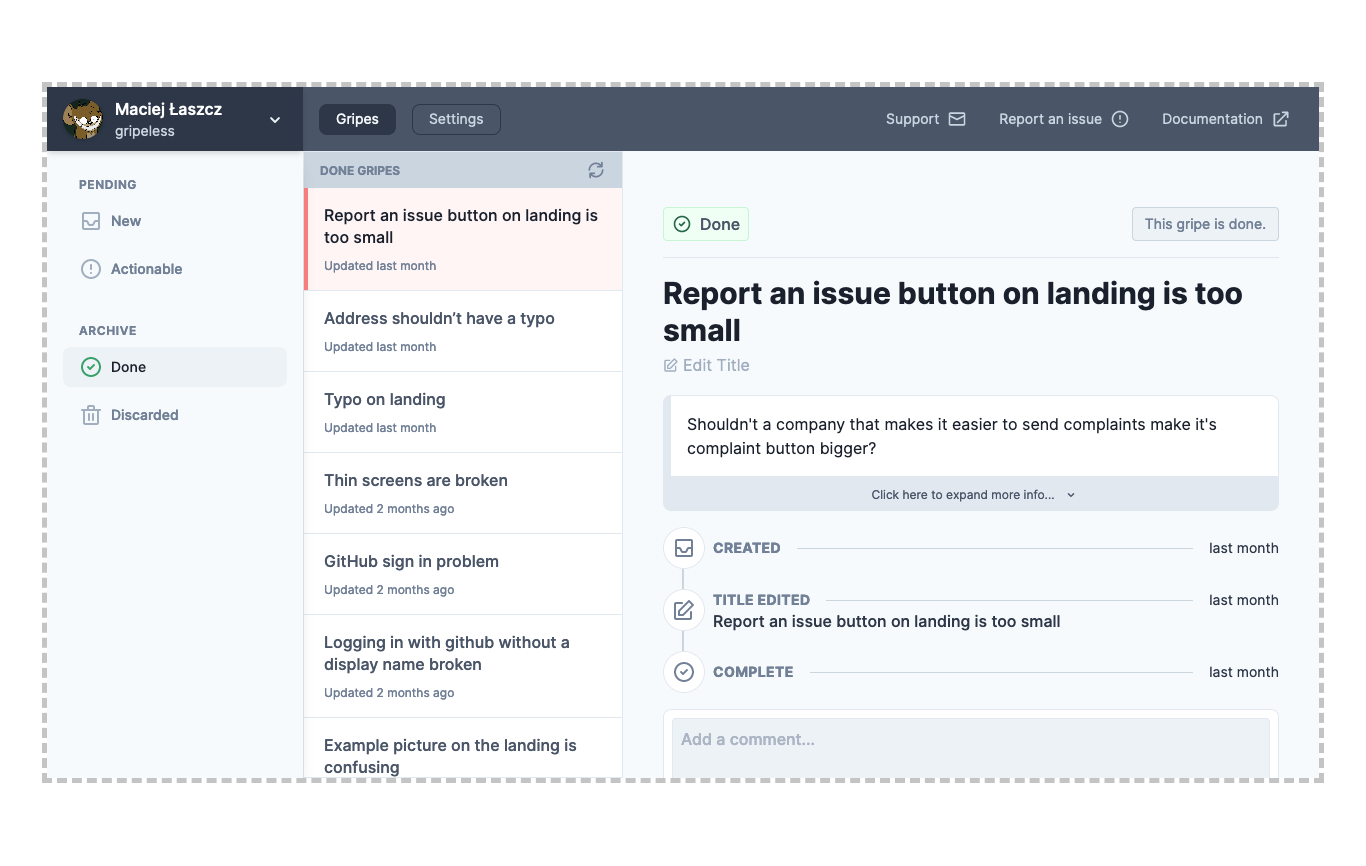 Maciej Łaszcz
gripeless
Gripes
Settings
Support
Report an issue
Documentation
PENDING
New
Actionable
ARCHIVE
Done
Discarded
DONE GRIPES
Report an issue button on landing is
too small
Updated last month
Address shouldn’t have a typo
Updated last month
Typo on landing
Updated last month
Thin screens are broken
Updated 2 months ago
GitHub sign in problem
Updated 2 months ago
Logging in with github without a
display name broken
Updated 2 months ago
Example picture on the landing is
confusing
Done
This gripe is done.
Report an issue button on landing is too
small
Edit Title
Shouldn't a company that makes it easier to send complaints make it's
complaint button bigger?
Click here to expand more info...
CREATED
last month
TITLE EDITED
last month
Report an issue button on landing is too small
COMPLETE
last month
Add a comment...